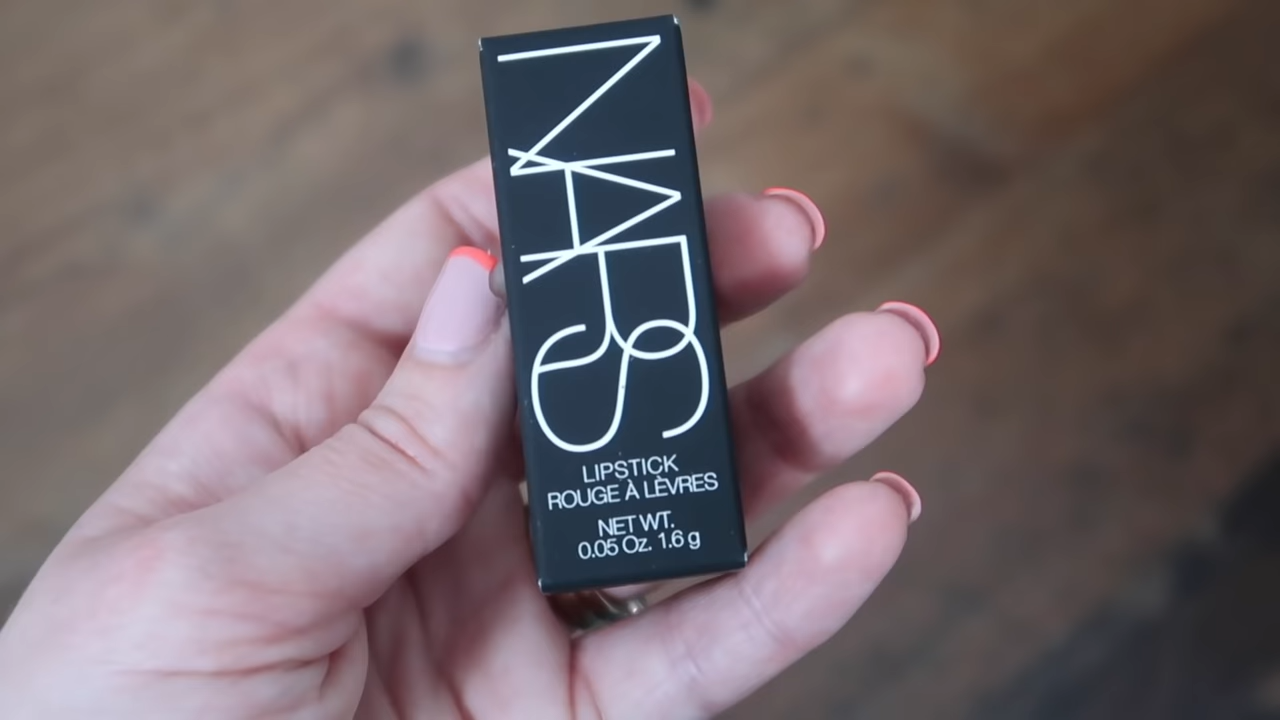 NARS
LIPSTICK
ROUGE À LÈVRES
NET WT.
0.05 Oz. 1.6 g